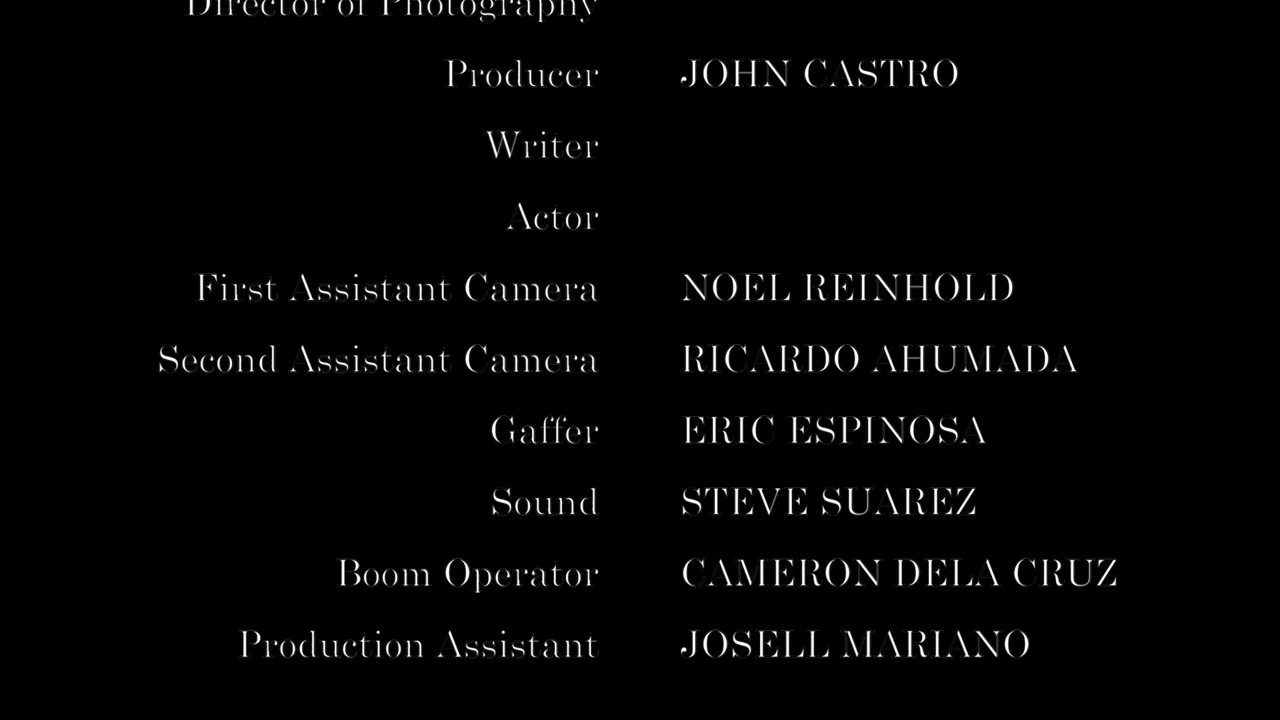 Director of Photography
Producer JOHN CASTRO
Writer
Actor
First Assistant Camera NOEL REINHOLD
Second Assistant Camera RICARDO AHUMADA
Gaffer ERIC ESPINOSA
Sound STEVE SUAREZ
Boom Operator CAMERON DELA CRUZ
Production Assistant JOSELL MARIANO